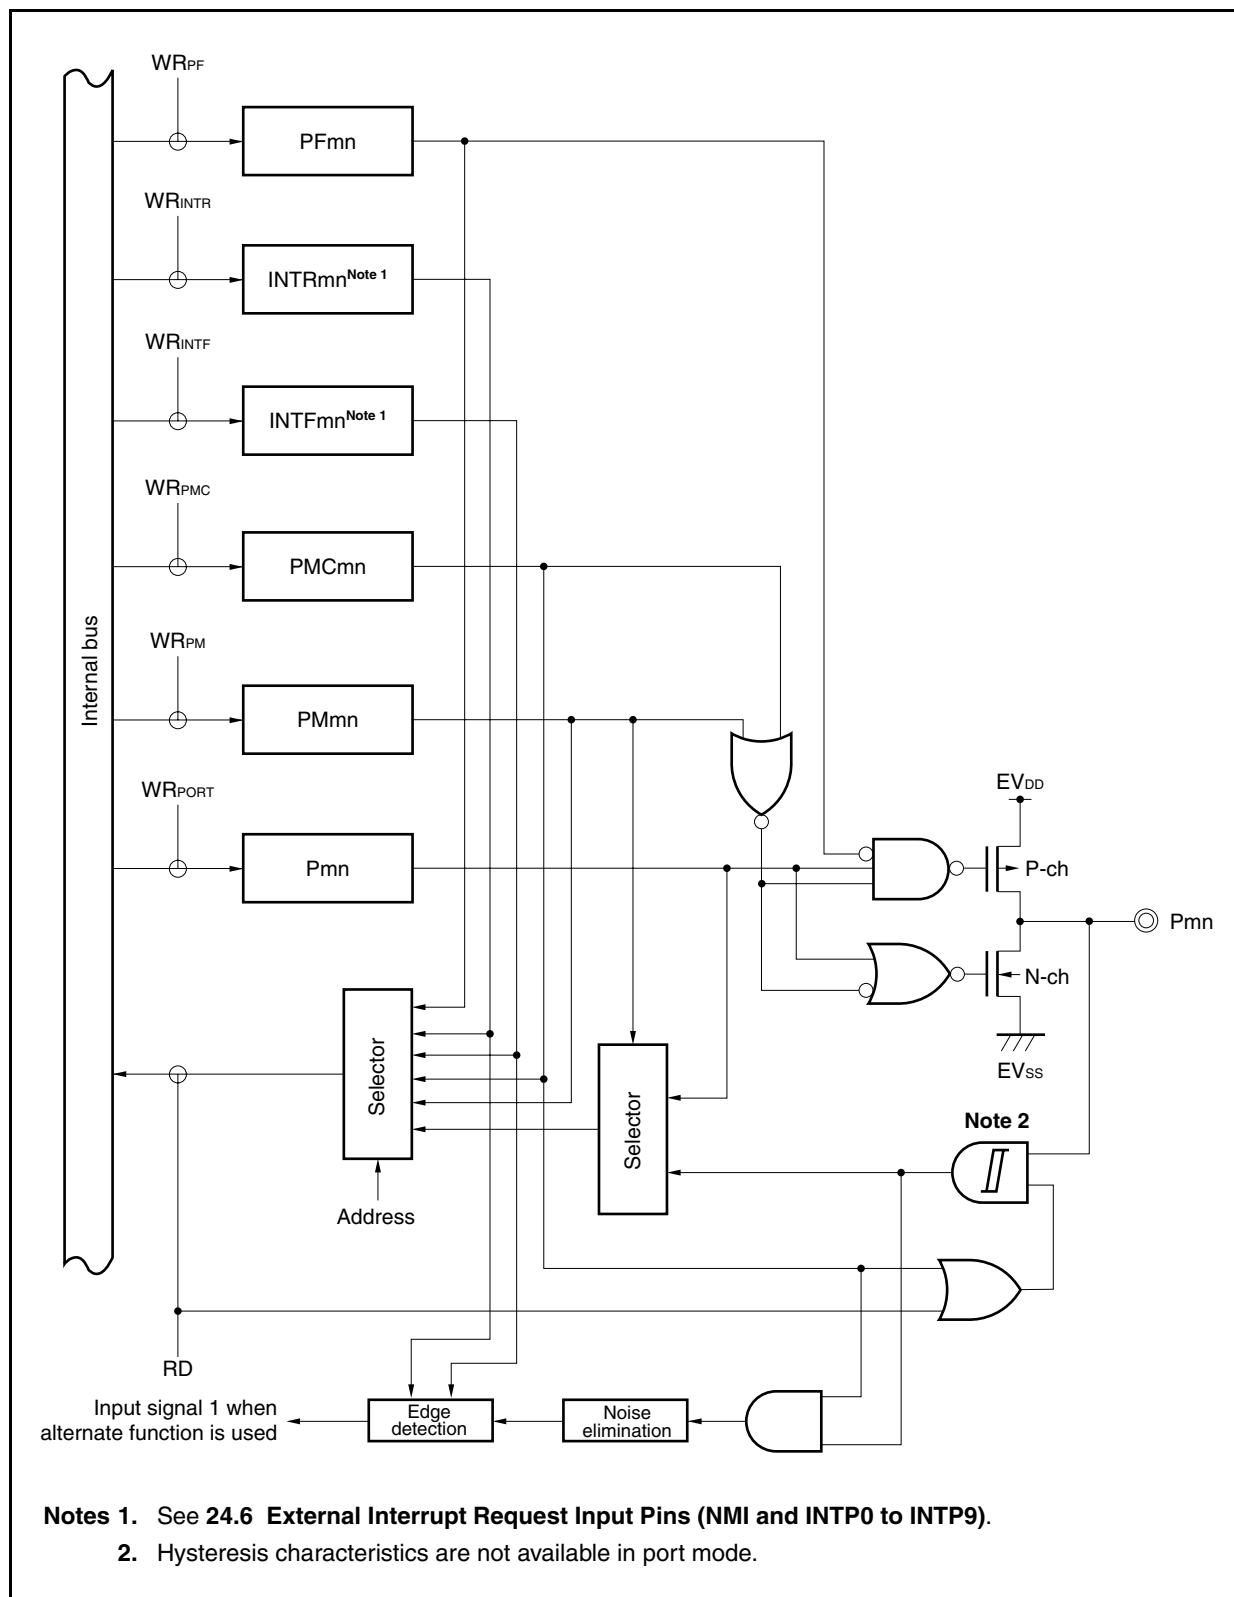 WRPF
PFmn
WRINTR
INTRmnNote 1
WRINTF
INTFmnNote 1
WRPMC
PMCmn
Internal bus
WRPM
PMmn
WRPORT
Pmn
EVDD
P-ch
Pmn
N-ch
EVSS
Selector
Selector
Note 2
Address
RD
Input signal 1 when
alternate function is used
Edge
detection
Noise
elimination
Notes 1. See 24.6 External Interrupt Request Input Pins (NMI and INTP0 to INTP9).
2. Hysteresis characteristics are not available in port mode.